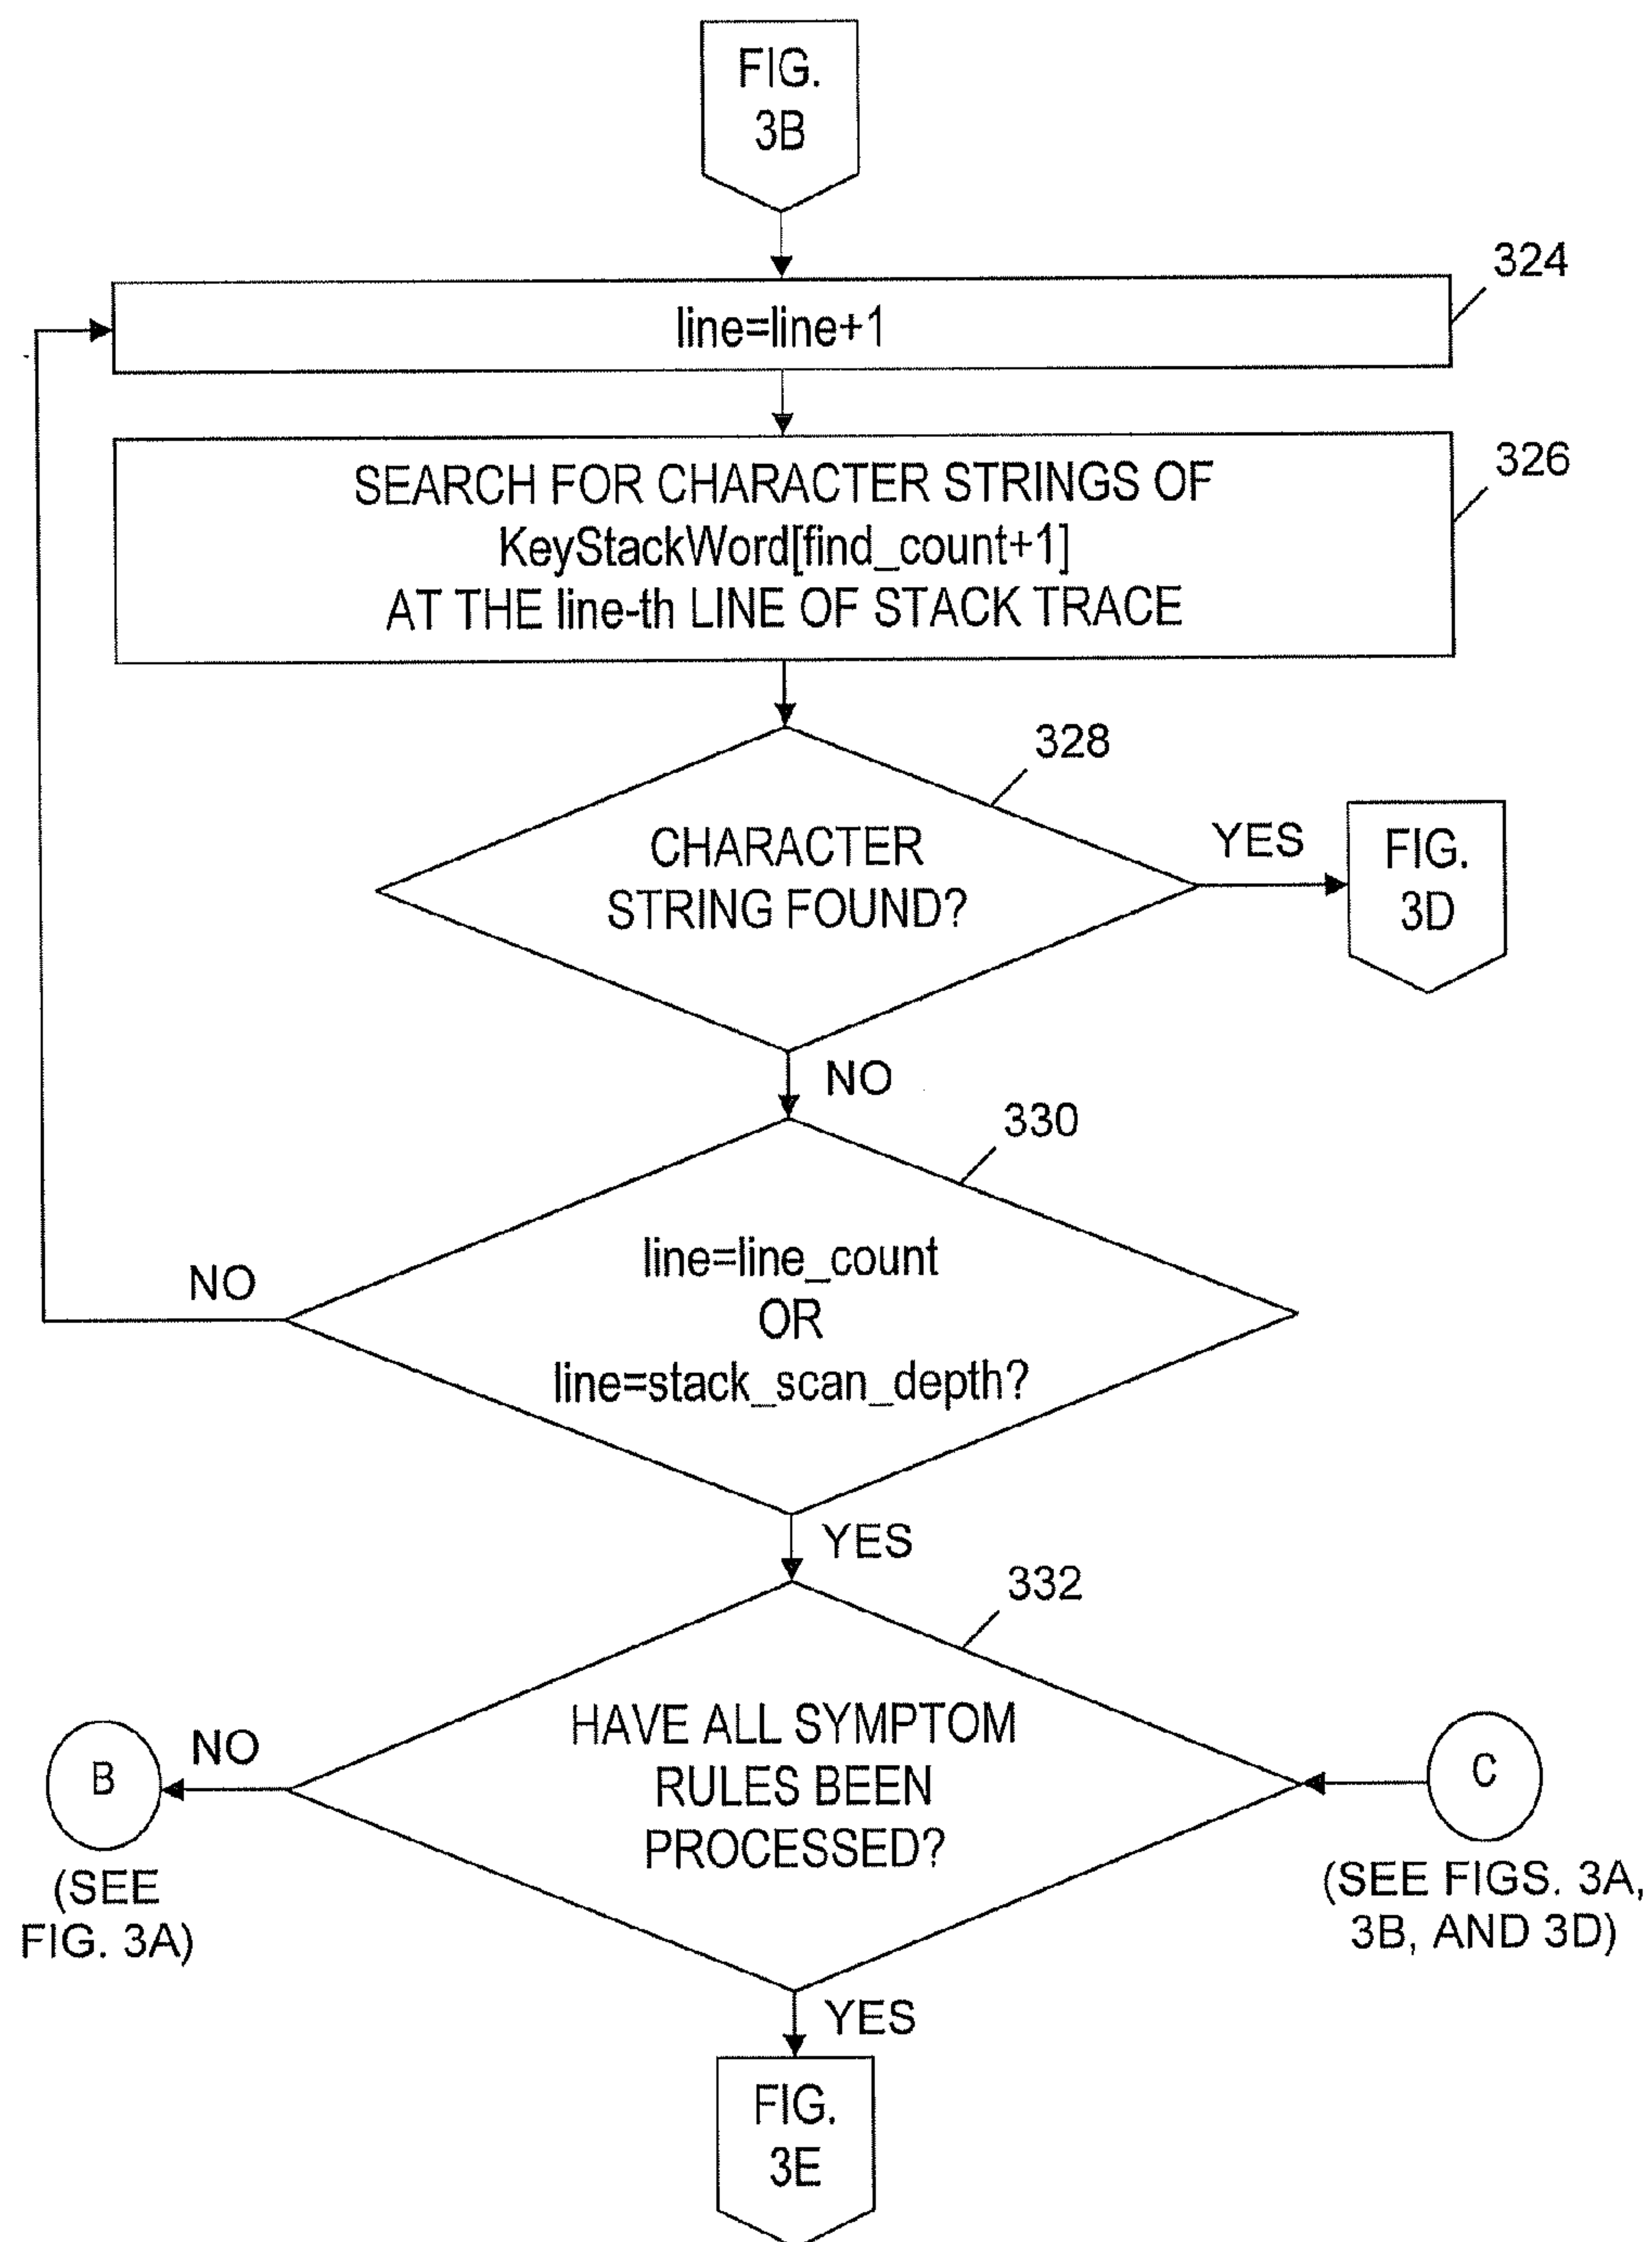 FIG.
3B
324
line=line+1
326
SEARCH FOR CHARACTER STRINGS OF
KeyStackWord[find_count+1]
AT THE line-th LINE OF STACK TRACE
328
CHARACTER
STRING FOUND?
YES
FIG.
3D
NO
330
line=line_count
OR
line=stack_scan_depth?
NO
YES
332
HAVE ALL SYMPTOM
RULES BEEN
PROCESSED?
NO
B
(SEE
FIG. 3A)
C
(SEE FIGS. 3A,
3B, AND 3D)
YES
FIG.
3E